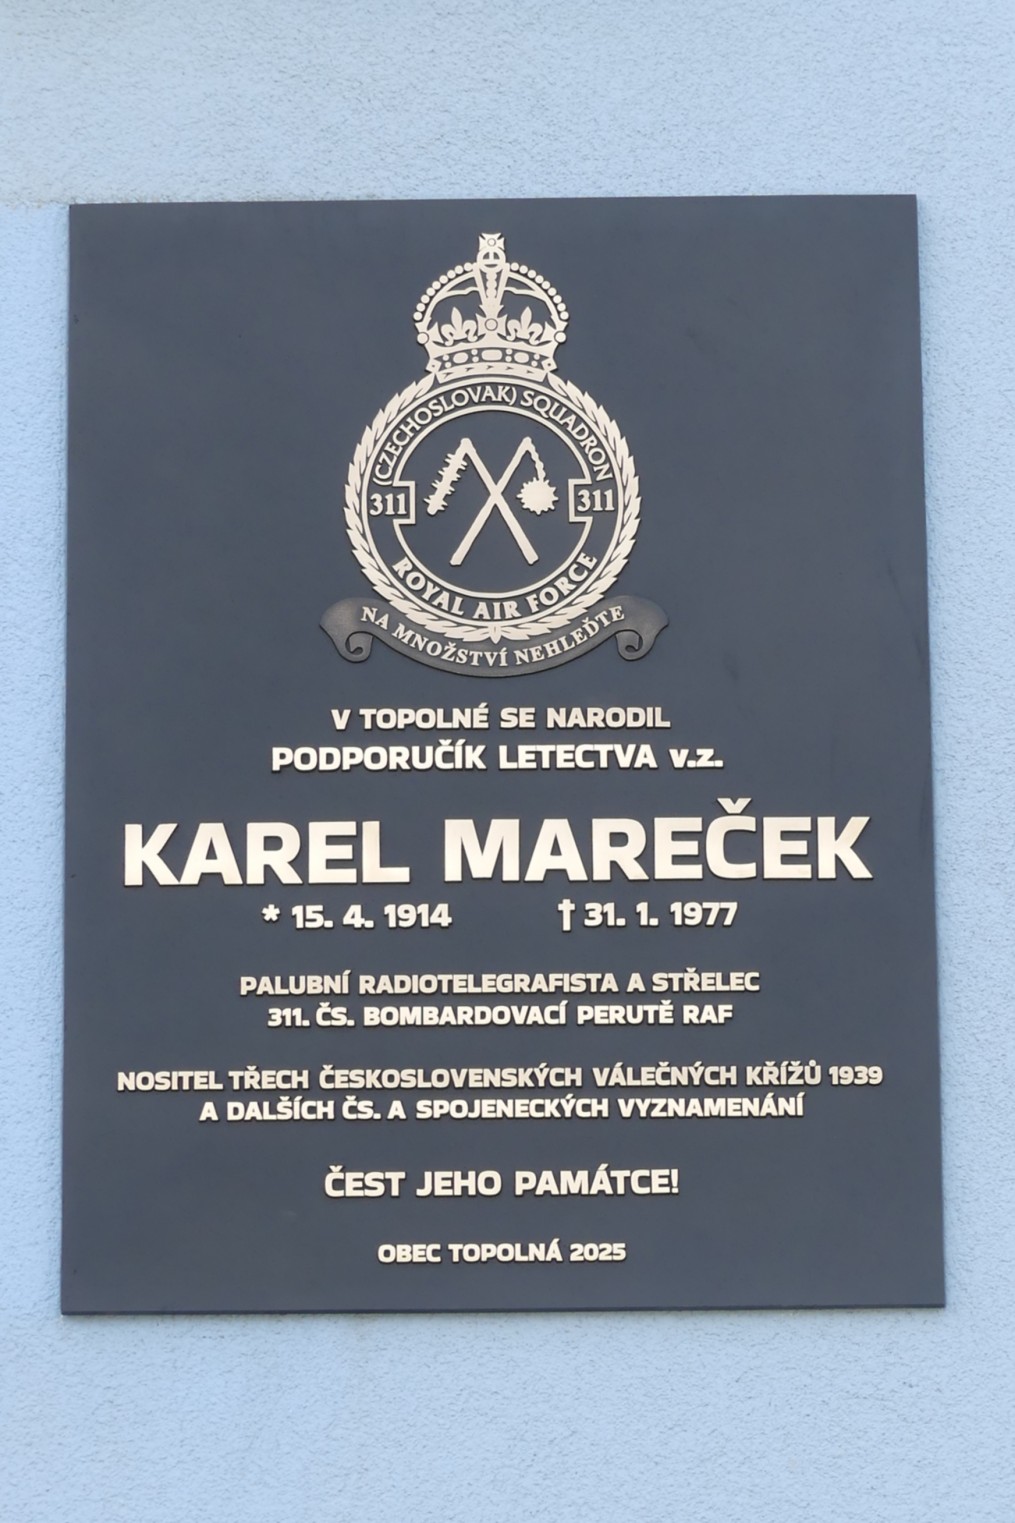 (CZECHOSLOVAK) SQUADRON
311 311
ROYAL AIR FORCE
NA MNOŽSTVÍ NEHLEĎTE
V TOPOLNÉ SE NARODIL
PODPORUČÍK LETECTVA v.z.
KAREL MAREČEK
* 15. 4. 1914 † 31. 1. 1977
PALUBNÍ RADIOTELEGRAFISTA A STŘELEC
311. ČS. BOMBARDOVACÍ PERUTĚ RAF
NOSITEL TŘECH ČESKOSLOVENSKÝCH VÁLEČNÝCH KŘÍŽŮ 1939
A DALŠÍCH ČS. A SPOJENECKÝCH VYZNAMENÁNÍ
ČEST JEHO PAMÁTCE!
OBEC TOPOLNÁ 2025